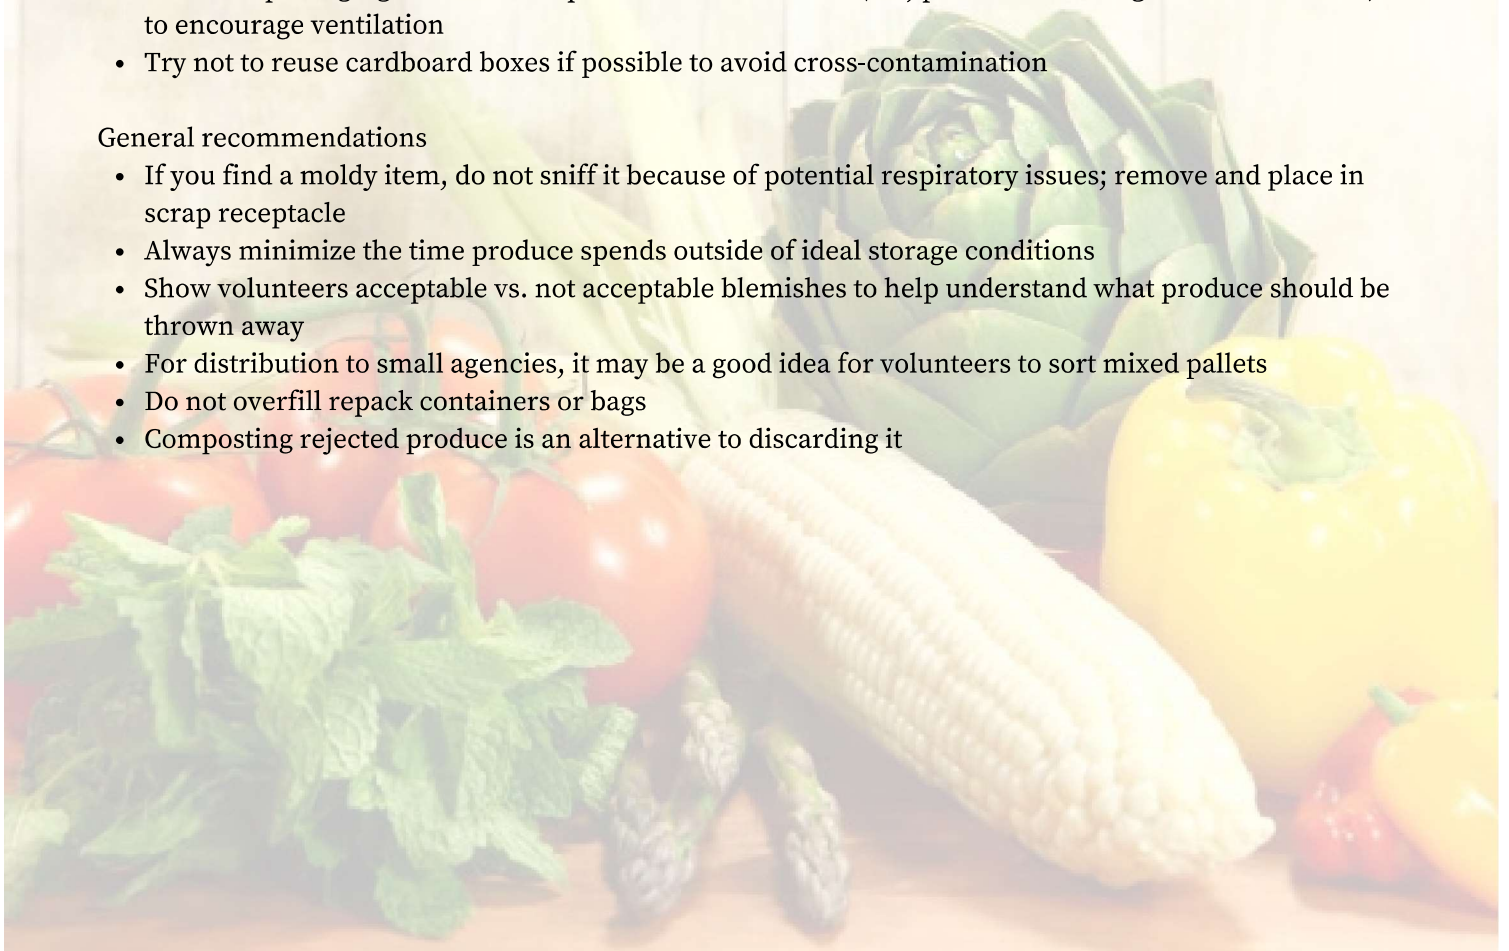 to encourage ventilation
• Try not to reuse cardboard boxes if possible to avoid cross-contamination
General recommendations
• If you find a moldy item, do not sniff it because of potential respiratory issues; remove and place in
scrap receptacle
• Always minimize the time produce spends outside of ideal storage conditions
• Show volunteers acceptable vs. not acceptable blemishes to help understand what produce should be
thrown away
• For distribution to small agencies, it may be a good idea for volunteers to sort mixed pallets
• Do not overfill repack containers or bags
• Composting rejected produce is an alternative to discarding it